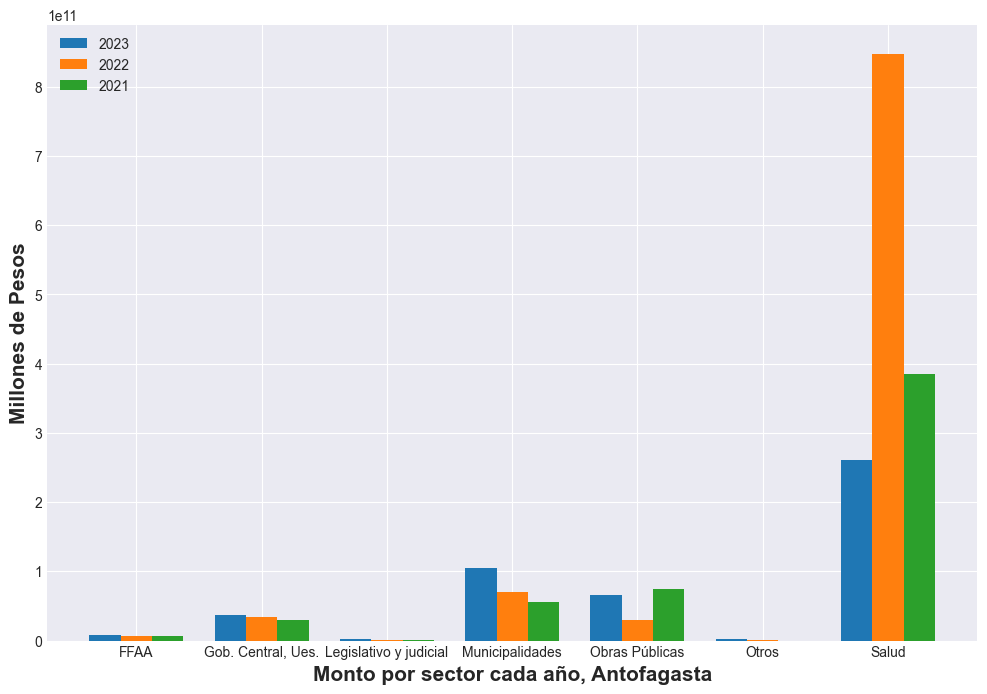 1e11
2023
2022
2021
8
7
6
5
4
3
2
1
0
Millones de Pesos
FFAA
Gob. Central, Ues.
Legislativo y judicial
Municipalidades
Obras Públicas
Otros
Salud
Monto por sector cada año, Antofagasta